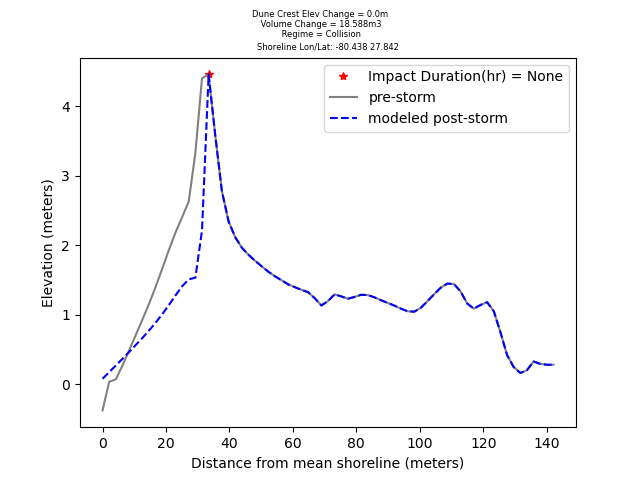 Dune Crest Elev Change = 0.0m
Volume Change = 18.588m3
Regime = Collision
Shoreline Lon/Lat: -80.438 27.842
Impact Duration(hr) = None
pre-storm
modeled post-storm
Elevation (meters)
4
3
2
1
0
0 20 40 60 80 100 120 140
Distance from mean shoreline (meters)